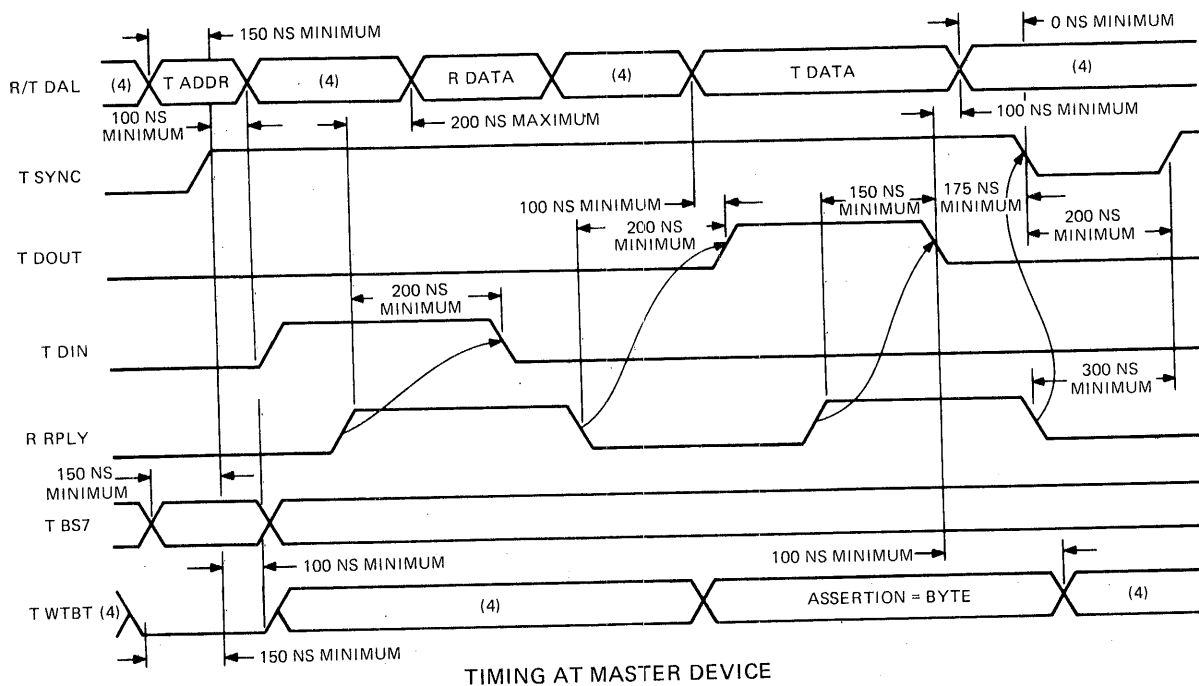 0 NS MINIMUM
150 NS MINIMUM
R/T DAL
(4)
T ADDR
(4)
R DATA
(4)
T DATA
(4)
100 NS
MINIMUM
200 NS MAXIMUM
100 NS MINIMUM
T SYNC
100 NS MINIMUM
200 NS
MINIMUM
150 NS
MINIMUM
175 NS
MINIMUM
200 NS
MINIMUM
T DOUT
200 NS
MINIMUM
T DIN
300 NS
MINIMUM
R RPLY
150 NS
MINIMUM
T BS7
100 NS MINIMUM
100 NS MINIMUM
T WTBT (4)
(4)
ASSERTION = BYTE
(4)
150 NS MINIMUM
TIMING AT MASTER DEVICE